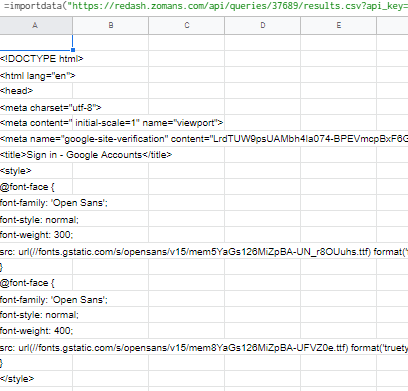 =importdata("https://redash.zomans.com/api/queries/37689/results.csv?api_key=
A B C D E
<!DOCTYPE html>
<html lang="en">
<head>
<meta charset="utf-8">
<meta content=" initial-scale=1" name="viewport">
<meta name="google-site-verification" content="LrdTUW9psUAMbh4Ia074-BPEVmcpBxF6G
<title>Sign in - Google Accounts</title>
<style>
@font-face {
font-family: 'Open Sans';
font-style: normal;
font-weight: 300;
src: url(//fonts.gstatic.com/s/opensans/v15/mem5YaGs126MiZpBA-UN_r8OUuhs.ttf) format('
}
@font-face {
font-family: 'Open Sans';
font-style: normal;
font-weight: 400;
src: url(//fonts.gstatic.com/s/opensans/v15/mem8YaGs126MiZpBA-UFVZ0e.ttf) format('truety
}
</style>